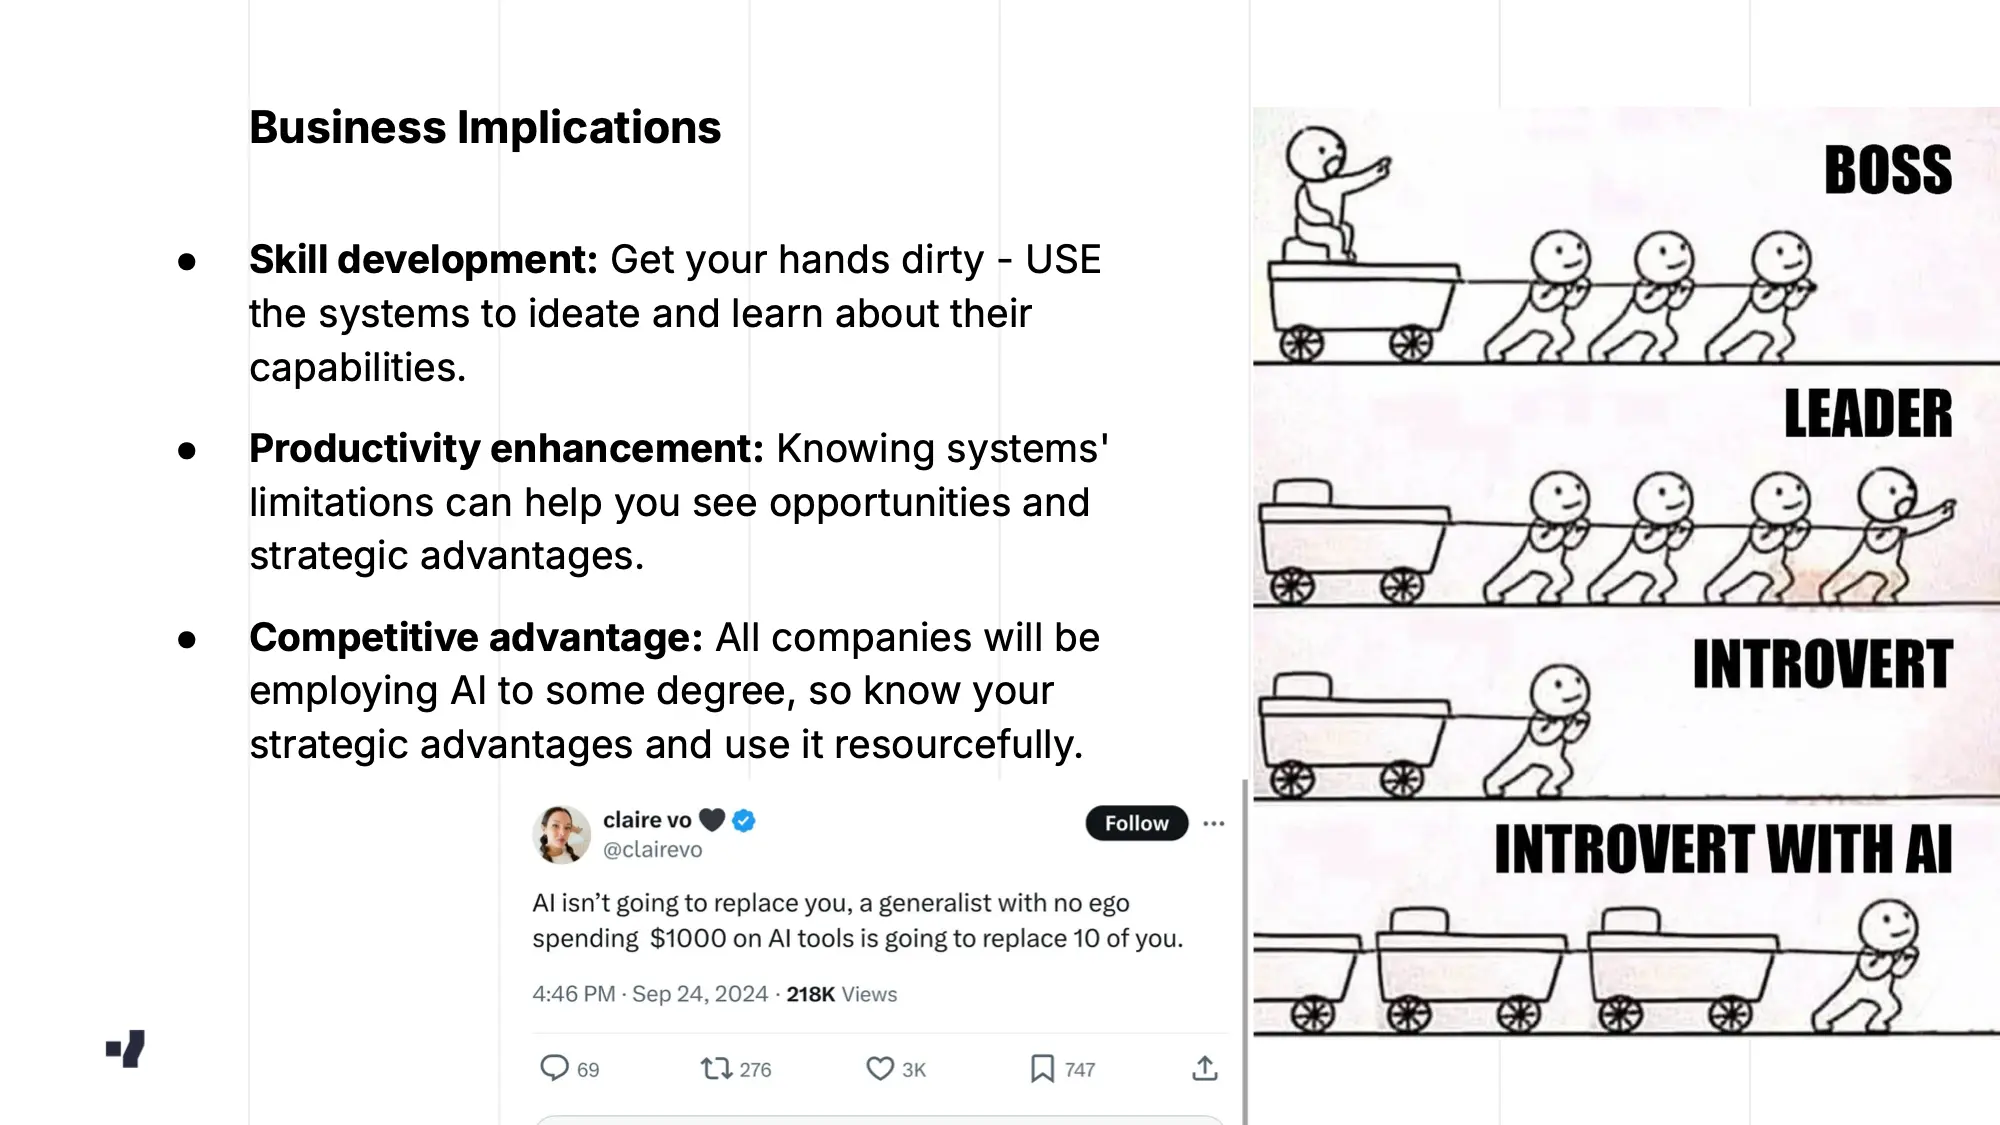 Business Implications
● Skill development: Get your hands dirty - USE
the systems to ideate and learn about their
capabilities.
● Productivity enhancement: Knowing systems'
limitations can help you see opportunities and
strategic advantages.
● Competitive advantage: All companies will be
employing AI to some degree, so know your
strategic advantages and use it resourcefully.
claire vo 🖤
@clairevo
Follow
AI isn’t going to replace you, a generalist with no ego
spending $1000 on AI tools is going to replace 10 of you.
4:46 PM · Sep 24, 2024 · 218K Views
69
276
3K
747
BOSS
LEADER
INTROVERT
INTROVERT WITH AI